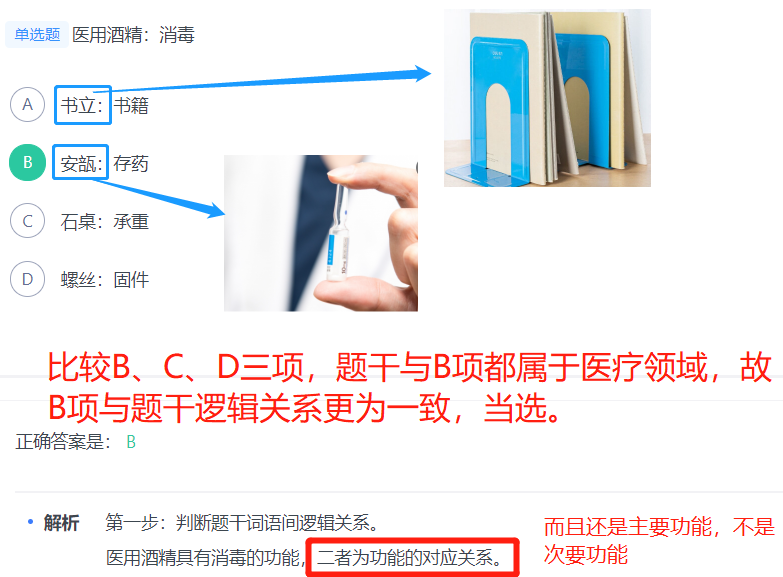 单选题 医用酒精：消毒
A 书立：书籍
B 安瓿：存药
C 石桌：承重
D 螺丝：固件
比较B、C、D三项，题干与B项都属于医疗领域，故
B项与题干逻辑关系更为一致，当选。
正确答案是： B
• 解析 第一步：判断题干词语间逻辑关系。
医用酒精具有消毒的功能，二者为功能的对应关系。
而且还是主要功能，不是
次要功能